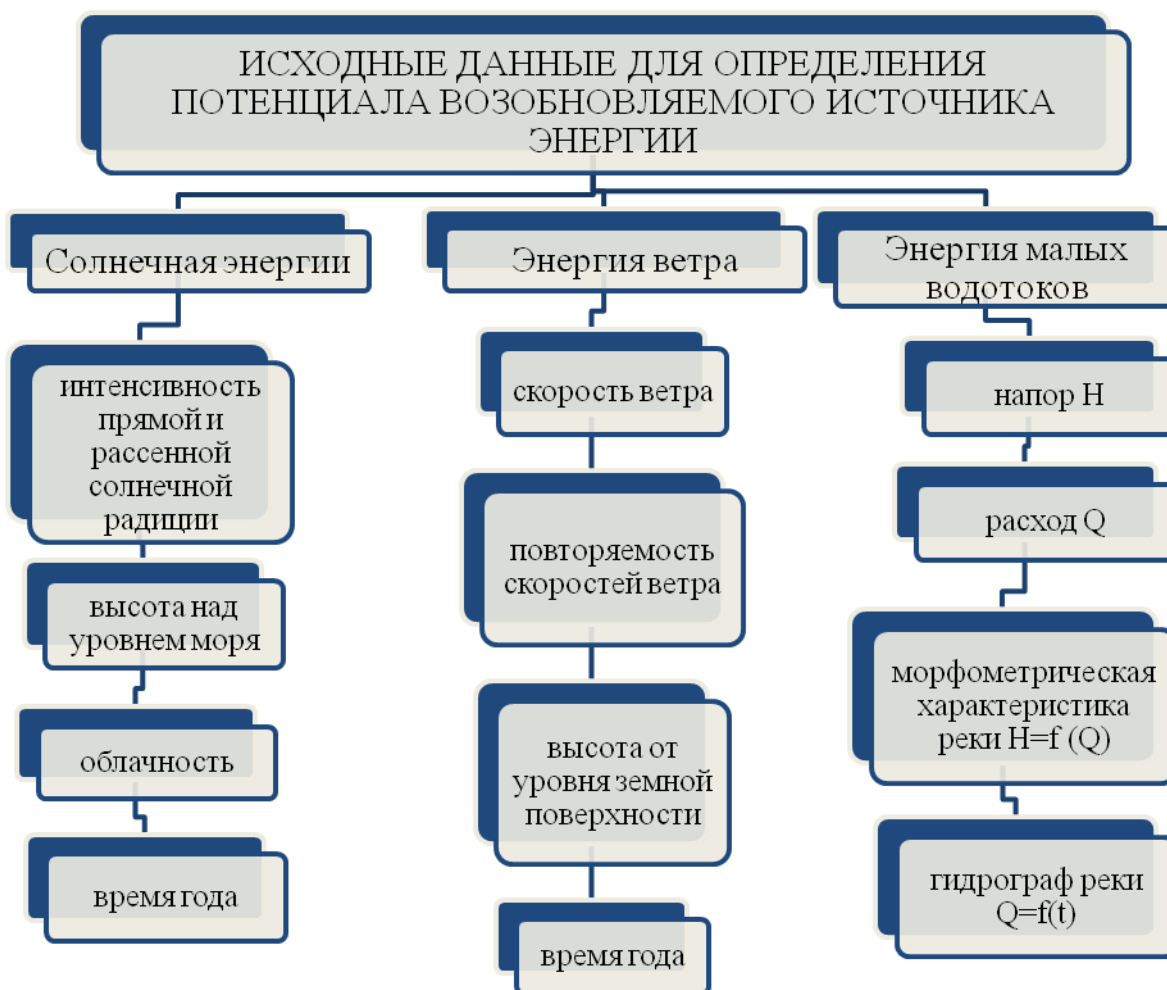 ИСХОДНЫЕ ДАННЫЕ ДЛЯ ОПРЕДЕЛЕНИЯ
ПОТЕНЦИАЛА ВОЗОБНОВЛЯЕМОГО ИСТОЧНИКА
ЭНЕРГИИ
Солнечная энергии
интенсивность
прямой и
рассенной
солнечной
радиции
высота над
уровнем моря
облачность
время года
Энергия ветра
скорость ветра
повторяемость
скоростей ветра
высота от
уровня земной
поверхности
время года
Энергия малых
водотоков
напор H
расход Q
морфометрическая
характеристика
реки H=f (Q)
гидрограф реки
Q=f(t)